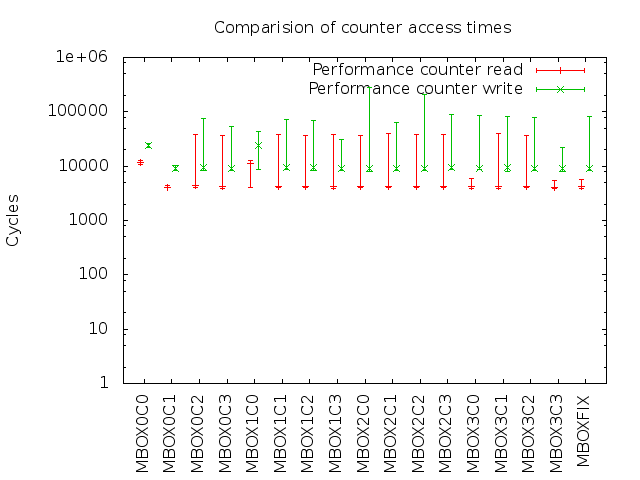 Comparision of counter access times
Performance counter read
Performance counter write
1e+06
100000
10000
1000
100
10
1
Cycles
MBOX0C0
MBOX0C1
MBOX0C2
MBOX0C3
MBOX1C0
MBOX1C1
MBOX1C2
MBOX1C3
MBOX2C0
MBOX2C1
MBOX2C2
MBOX2C3
MBOX3C0
MBOX3C1
MBOX3C2
MBOX3C3
MBOXFIX